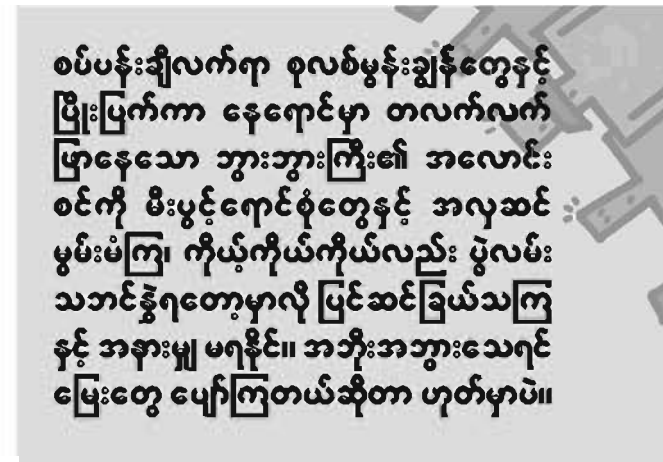 စပ်ပန်းချီလက်ရာ စုလစ်မွန်းချွန်တွေနှင့်
ပြိုးပြက်ကာ နေရောင်မှာ တလက်လက်
ဖြာနေသော ဘွားဘွားကြီး၏ အလောင်း
စင်ကို မီးပွင့်ရောင်စုံတွေနှင့် အလှဆင်
မွမ်းမံကြ၊ ကိုယ့်ကိုယ်ကိုယ်လည်း ပွဲလမ်း
သဘင်နွှဲရတော့မှာလို ပြင်ဆင်ခြယ်သကြ
နှင့် အနားမျှ မရနိုင်။ အဘိုးအဘွားသေရင်
မြေးတွေ ပျော်ကြတယ်ဆိုတာ ဟုတ်မှာပဲ။